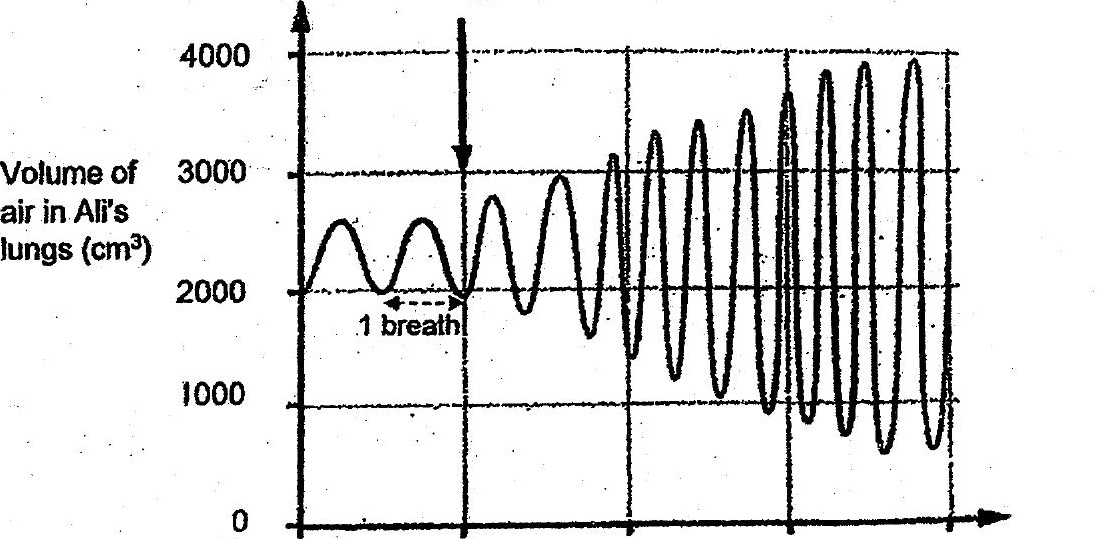 4000
Volume of
air in Ali's
lungs (cm³)
3000
2000
1 breath
1000
0